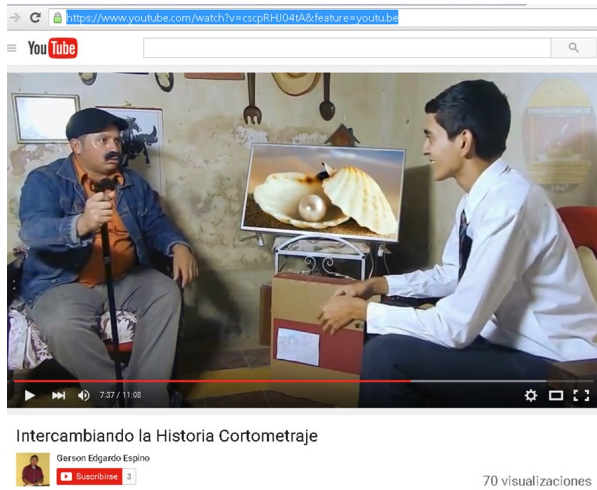 https://www.youtube.com/watch?v=cscpRHJ04tA&feature=youtu.be
YouTube
7:37 / 11:08
Intercambiando la Historia Cortometraje
Gerson Edgardo Espino
Suscribirse 3
70 visualizaciones